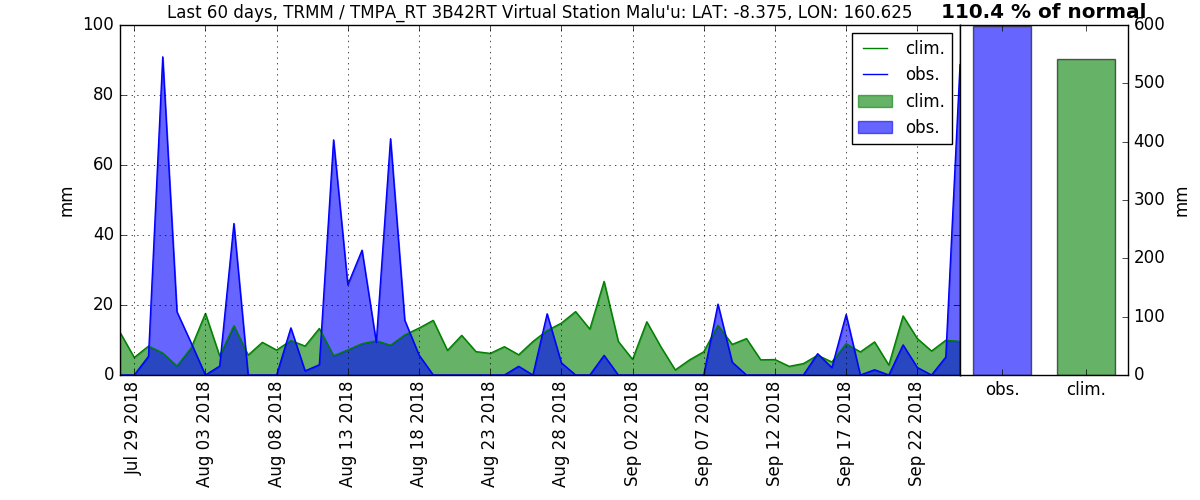 Last 60 days, TRMM / TMPA_RT 3B42RT Virtual Station Malu'u: LAT: -8.375, LON: 160.625
110.4 % of normal
100
80
60
40
20
0
mm
clim.
obs.
clim.
obs.
600
500
400
300
200
100
0
mm
obs.
clim.
Jul 29 2018
Aug 03 2018
Aug 08 2018
Aug 13 2018
Aug 18 2018
Aug 23 2018
Aug 28 2018
Sep 02 2018
Sep 07 2018
Sep 12 2018
Sep 17 2018
Sep 22 2018